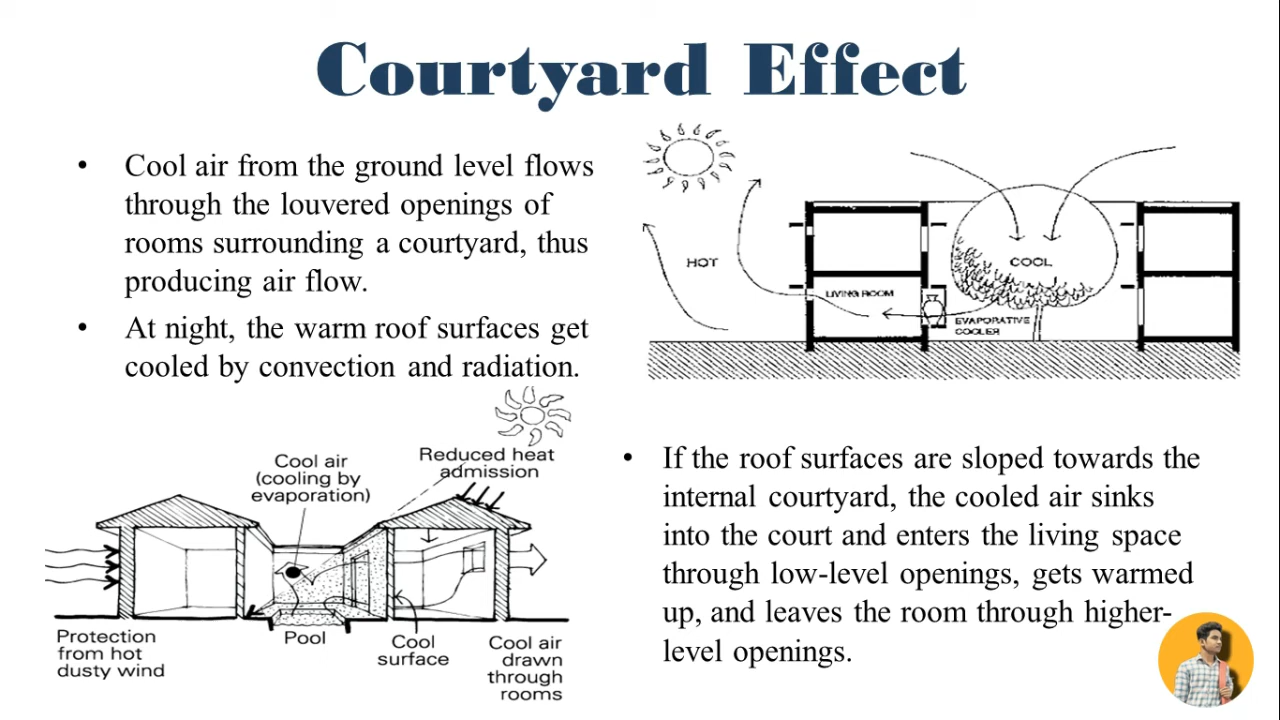 Courtyard Effect
• Cool air from the ground level flows
through the louvered openings of
rooms surrounding a courtyard, thus
producing air flow.
• At night, the warm roof surfaces get
cooled by convection and radiation.
HOT
COOL
LIVING ROOM
EVAPORATIVE
COOLER
Cool air
(cooling by
evaporation)
Reduced heat
admission
Protection
from hot
dusty wind
Pool
Cool
surface
Cool air
drawn
through
rooms
• If the roof surfaces are sloped towards the
internal courtyard, the cooled air sinks
into the court and enters the living space
through low-level openings, gets warmed
up, and leaves the room through higher-
level openings.